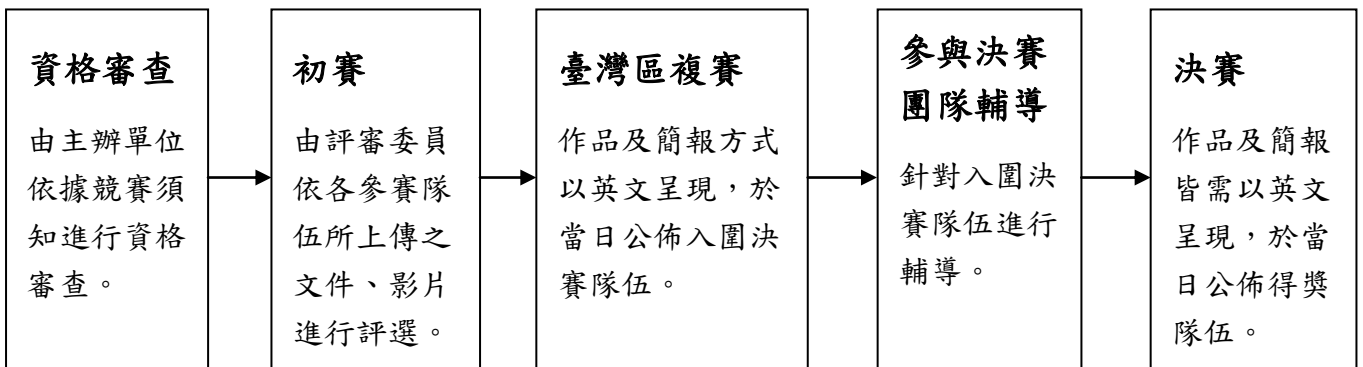 資格審查
由主辦單位
依據競賽須
知進行資格
審查。
初賽
由評審委員
依各參賽隊
伍所上傳之
文件、影片
進行評選。
臺灣區複賽
作品及簡報方式
以英文呈現，於
當日公佈入圍決
賽隊伍。
參與決賽
團隊輔導
針對入圍決
賽隊伍進行
輔導。
決賽
作品及簡報
皆需以英文
呈現，於當
日公佈得獎
隊伍。